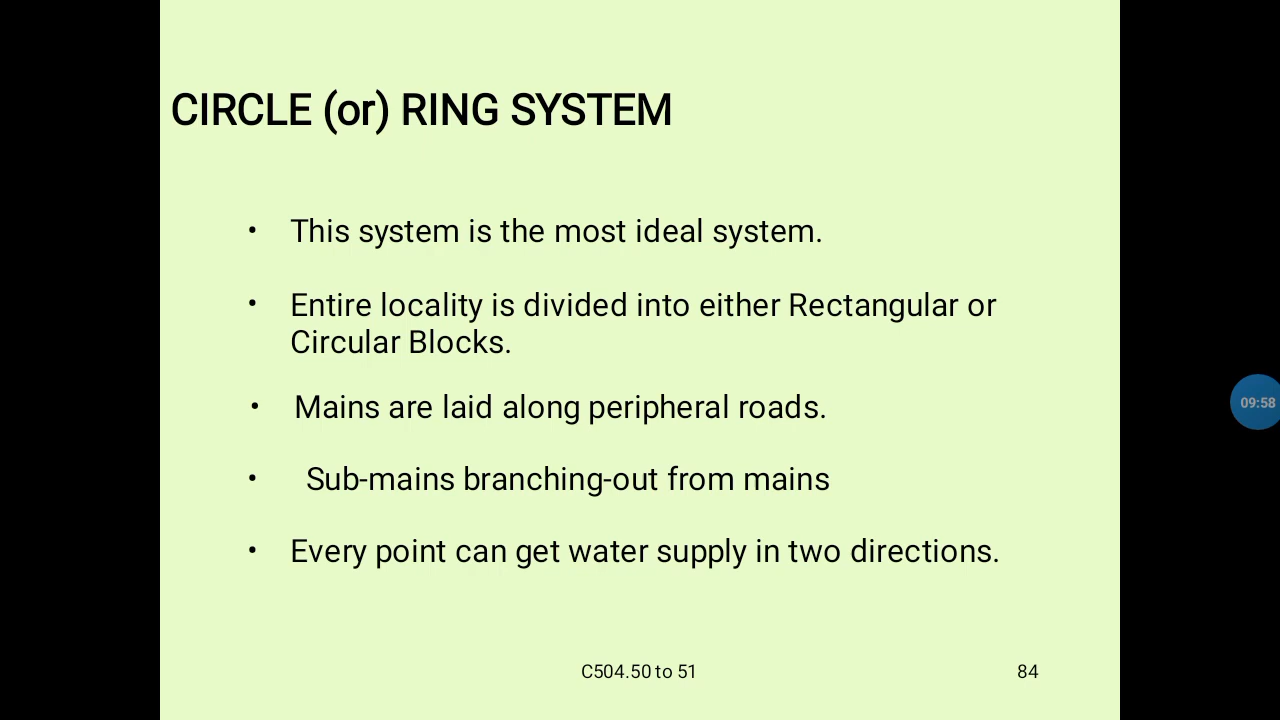 CIRCLE (or) RING SYSTEM
• This system is the most ideal system.
• Entire locality is divided into either Rectangular or
Circular Blocks.
• Mains are laid along peripheral roads.
• Sub-mains branching-out from mains
• Every point can get water supply in two directions.
09:58
C504.50 to 51
84